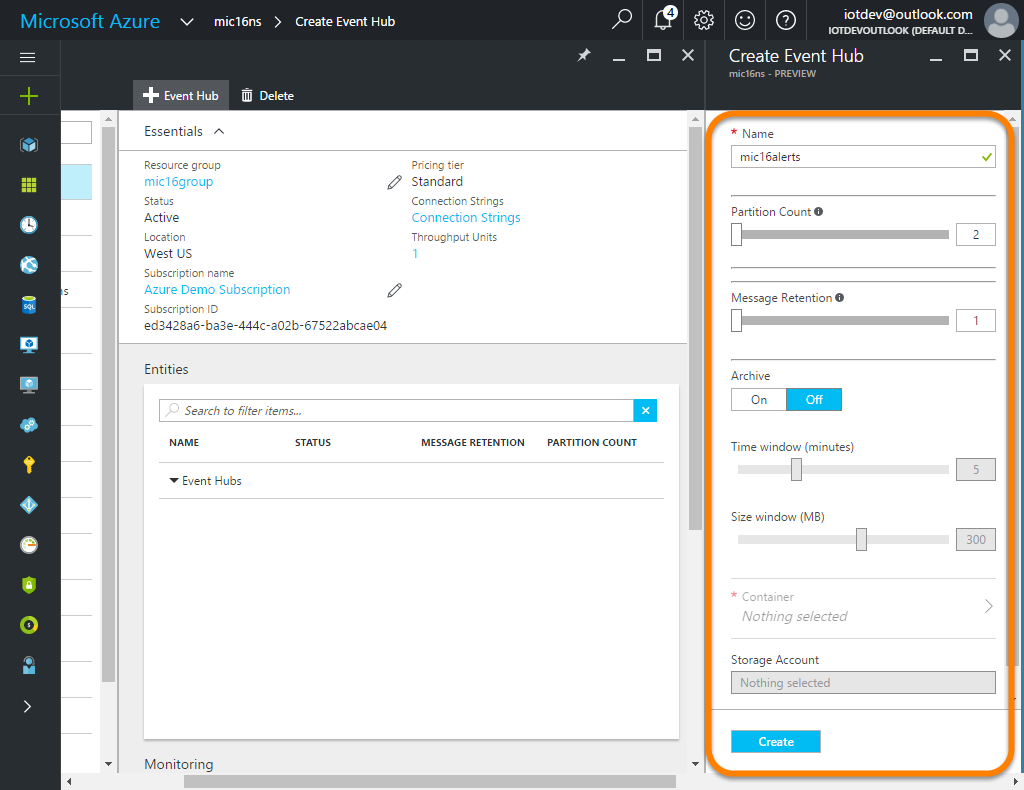 Microsoft Azure mic16ns Create Event Hub
4
iotdev@outlook.com
IOTDEVOUTLOOK (DEFAULT D...
Event Hub Delete
Essentials
Resource group
mic16group
Status
Active
Location
West US
Subscription name
Azure Demo Subscription
Subscription ID
ed3428a6-ba3e-444c-a02b-67522abcae04
Pricing tier
Standard
Connection Strings
Connection Strings
Throughput Units
1
SQL
Entities
Search to filter items...
NAME STATUS MESSAGE RETENTION PARTITION COUNT
Event Hubs
Monitoring
Create Event Hub
mic16ns - PREVIEW
* Name
mic16alerts
Partition Count
2
Message Retention
1
Archive
On Off
Time window (minutes)
5
Size window (MB)
300
* Container
Nothing selected
Storage Account
Nothing selected
Create